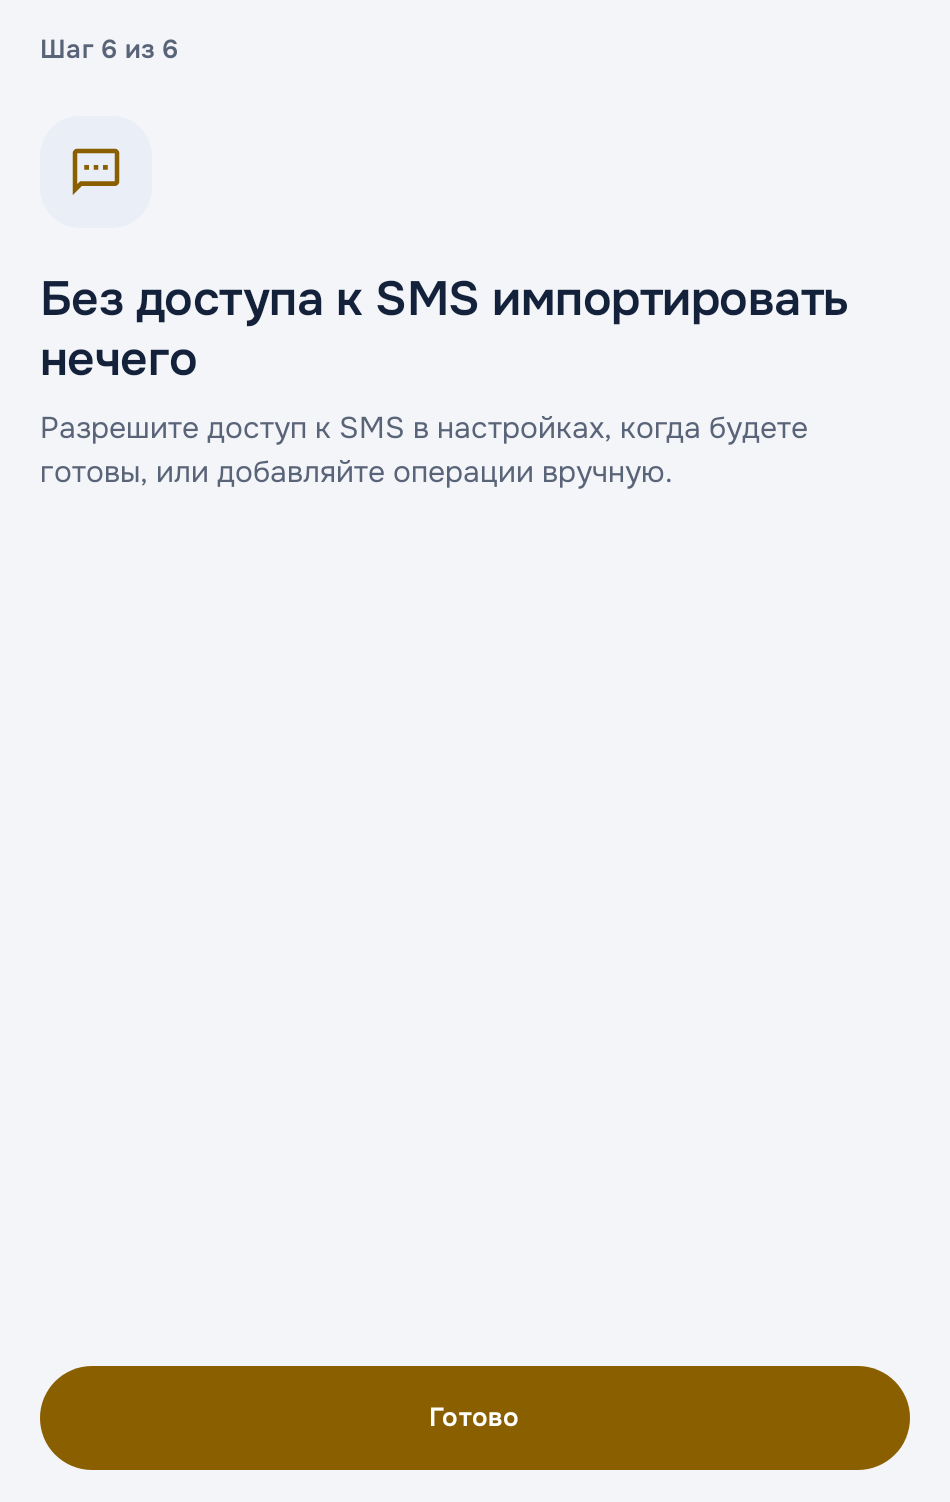 Шаг 6 из 6
Без доступа к SMS импортировать
нечего
Разрешите доступ к SMS в настройках, когда будете
готовы, или добавляйте операции вручную.
Готово